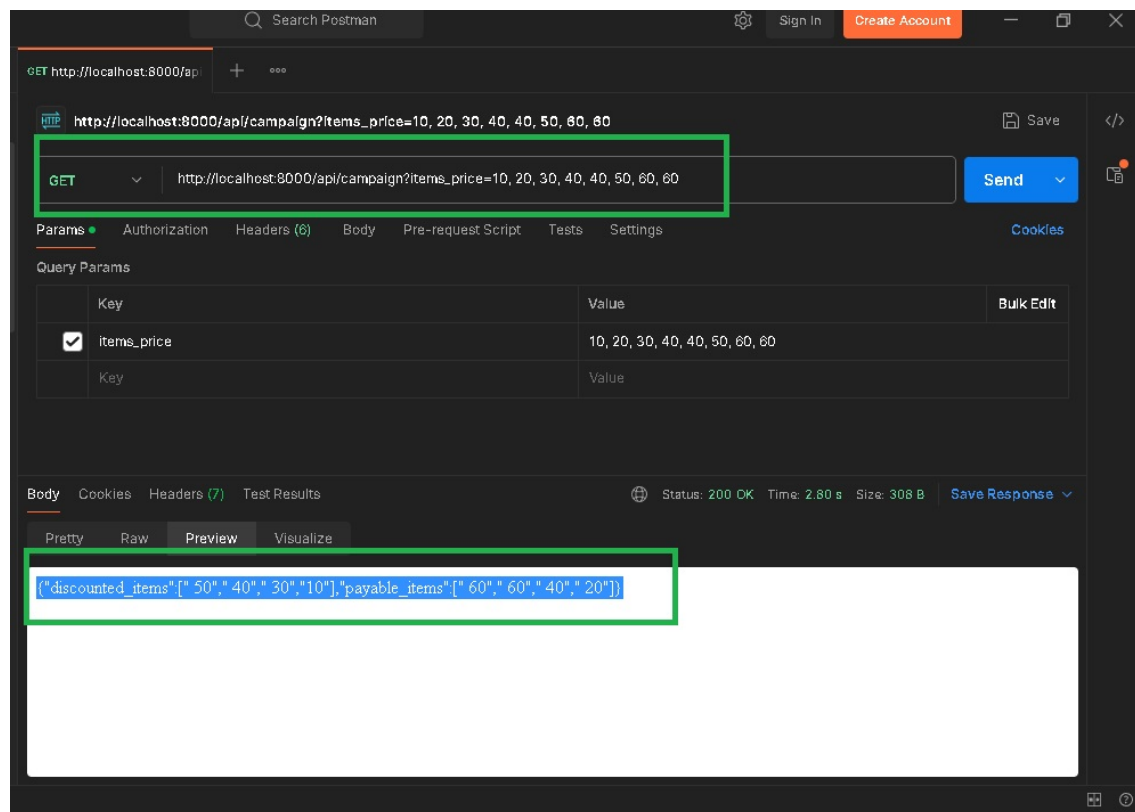 Search Postman
Sign In
Create Account
GET http://localhost:8000/api
HTTP http://localhost:8000/api/campaign?items_price=10, 20, 30, 40, 40, 50, 60, 60
Save
</>
GET http://localhost:8000/api/campaign?items_price=10, 20, 30, 40, 40, 50, 60, 60
Send
Params Authorization Headers (6) Body Pre-request Script Tests Settings
Cookies
Query Params
Key Value Bulk Edit
items_price 10, 20, 30, 40, 40, 50, 60, 60
Key Value
Body Cookies Headers (7) Test Results
Status: 200 OK Time: 2.80 s Size: 308 B Save Response
Pretty Raw Preview Visualize
{"discounted_items":[" 50"," 40"," 30","10"],"payable_items":[" 60"," 60"," 40"," 20"]}